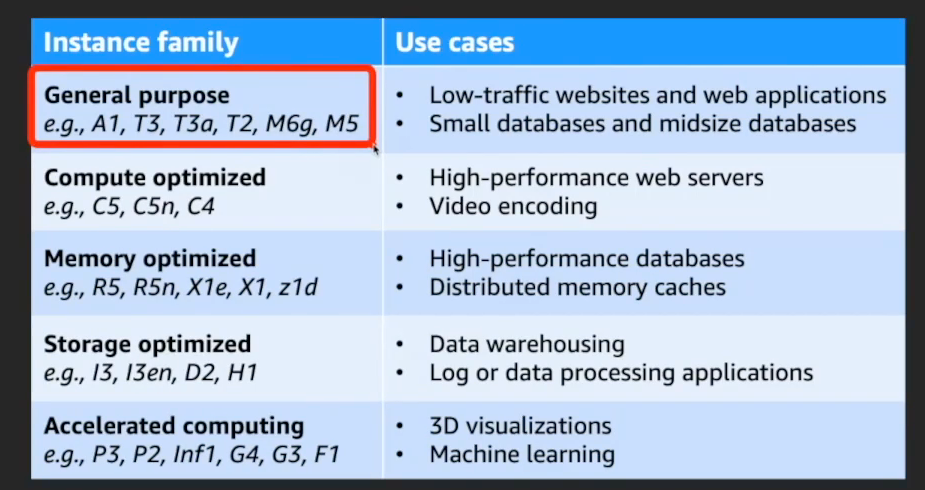 Instance family
Use cases
General purpose
e.g., A1, T3, T3a, T2, M6g, M5
• Low-traffic websites and web applications
• Small databases and midsize databases
Compute optimized
e.g., C5, C5n, C4
• High-performance web servers
• Video encoding
Memory optimized
e.g., R5, R5n, X1e, X1, z1d
• High-performance databases
• Distributed memory caches
Storage optimized
e.g., I3, I3en, D2, H1
• Data warehousing
• Log or data processing applications
Accelerated computing
e.g., P3, P2, Inf1, G4, G3, F1
• 3D visualizations
• Machine learning